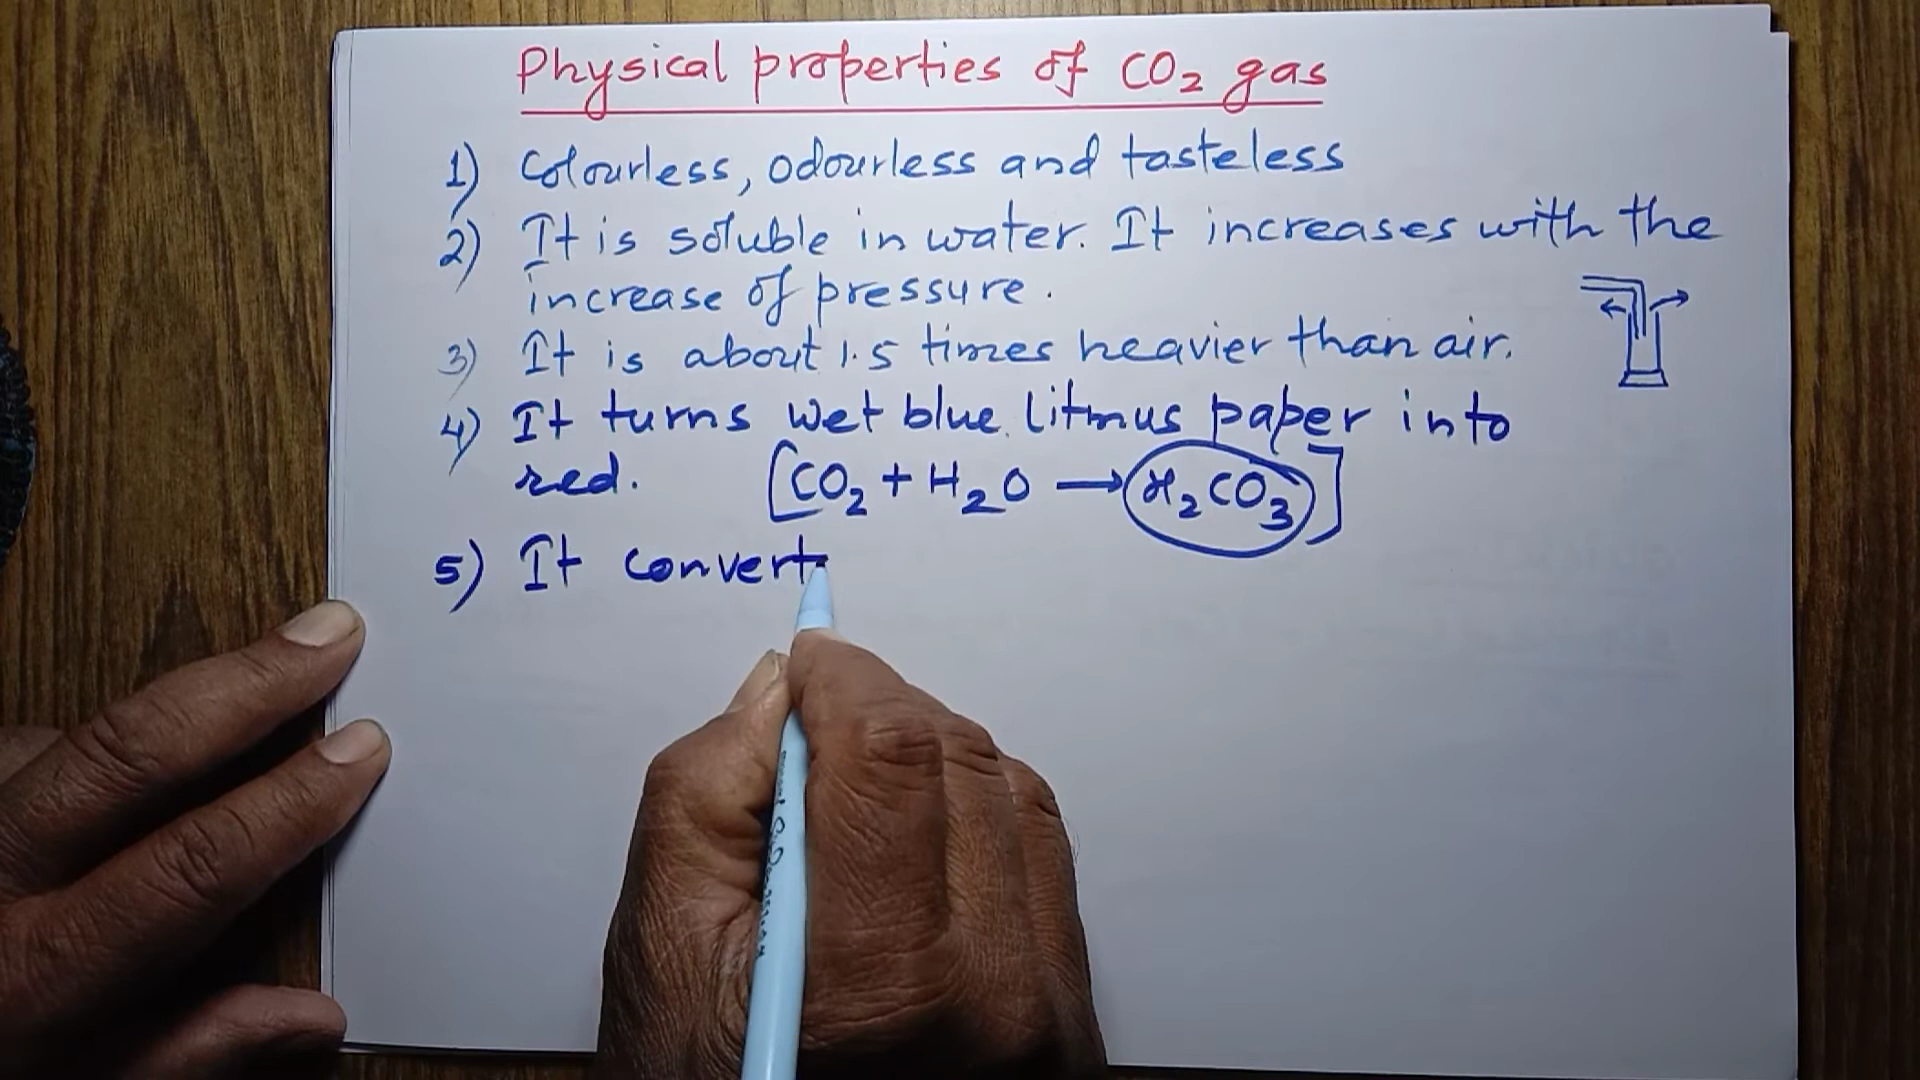 Physical properties of CO₂ gas
1) Colourless, odourless and tasteless
2) It is soluble in water. It increases with the
increase of pressure.
3) It is about 1.5 times heavier than air.
4) It turns wet blue litmus paper into
red. [CO₂ + H₂O → H₂CO₃]
5) It convert